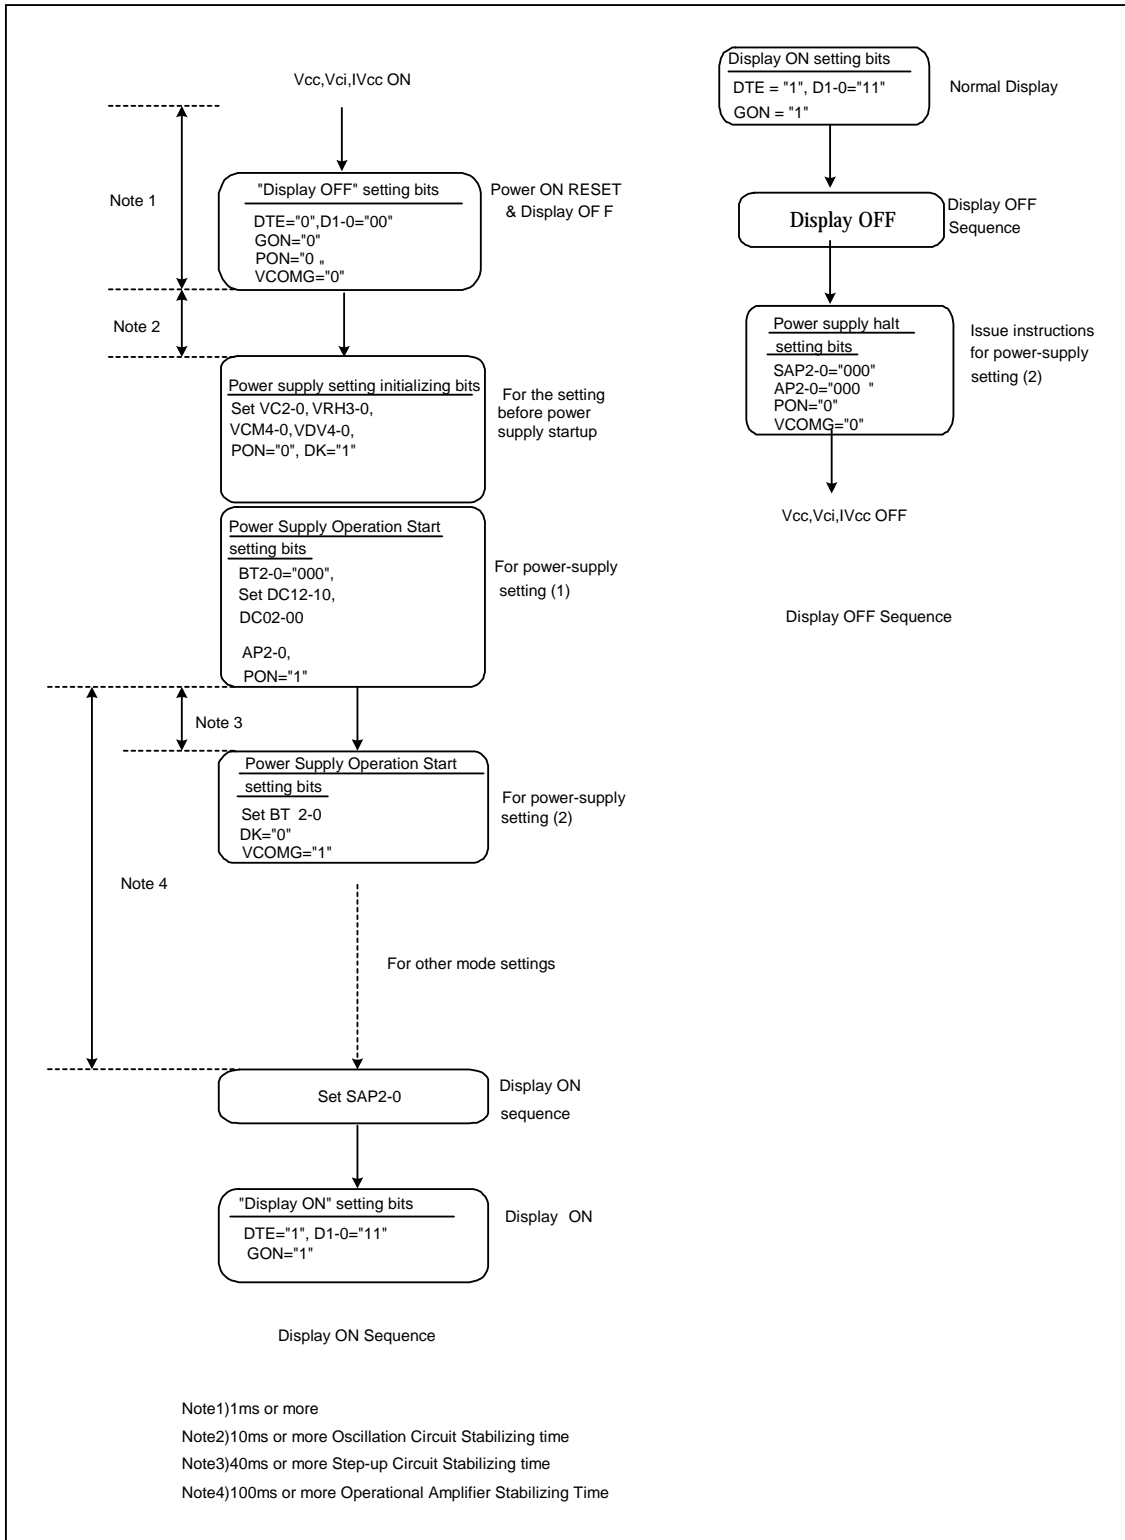 Vcc,Vci,IVcc ON
Note 1
"Display OFF" setting bits
DTE="0",D1-0="00"
GON="0"
PON="0 "
VCOMG="0"
Power ON RESET
& Display OF F
Note 2
Power supply setting initializing bits
Set VC2-0, VRH3-0,
VCM4-0, VDV4-0,
PON="0", DK="1"
For the setting
before power
supply startup
Power Supply Operation Start
setting bits
BT2-0="000",
Set DC12-10,
DC02-00
AP2-0,
PON="1"
For power-supply
setting (1)
Note 3
Power Supply Operation Start
setting bits
Set BT 2-0
DK="0"
VCOMG="1"
For power-supply
setting (2)
Note 4
For other mode settings
Set SAP2-0
Display ON
sequence
"Display ON" setting bits
DTE="1", D1-0="11"
GON="1"
Display ON
Display ON Sequence
Display ON setting bits
DTE = "1", D1-0="11"
GON = "1"
Normal Display
Display OFF
Display OFF
Sequence
Power supply halt
setting bits
SAP2-0="000"
AP2-0="000 "
PON="0"
VCOMG="0"
Issue instructions
for power-supply
setting (2)
Vcc,Vci,IVcc OFF
Display OFF Sequence
Note1)1ms or more
Note2)10ms or more Oscillation Circuit Stabilizing time
Note3)40ms or more Step-up Circuit Stabilizing time
Note4)100ms or more Operational Amplifier Stabilizing Time